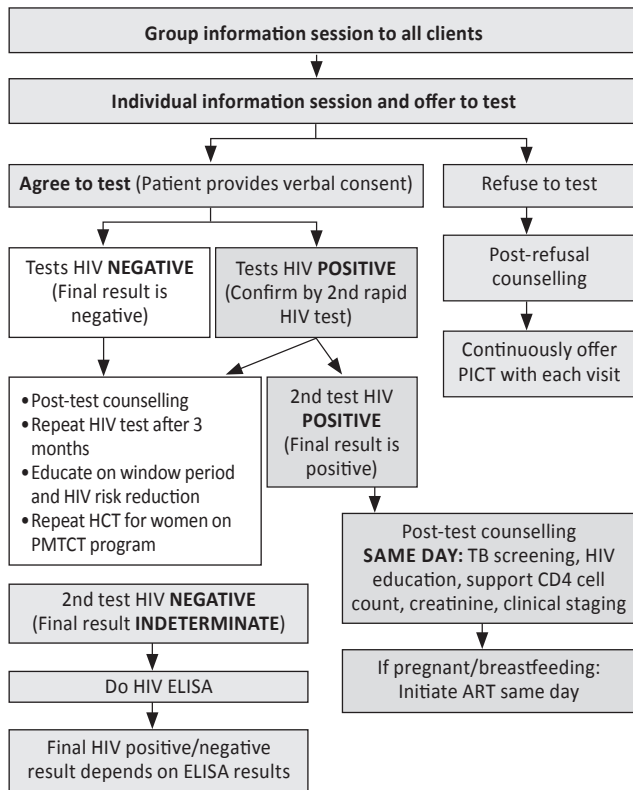 Group information session to all clients
Individual information session and offer to test
Agree to test (Patient provides verbal consent)
Refuse to test
Tests HIV NEGATIVE
(Final result is
negative)
Tests HIV POSITIVE
(Confirm by 2nd rapid
HIV test)
Post-refusal
counselling
Continuously offer
PICT with each visit
•Post-test counselling
•Repeat HIV test after 3
months
•Educate on window period
and HIV risk reduction
•Repeat HCT for women on
PMTCT program
2nd test HIV
POSITIVE
(Final result is
positive)
Post-test counselling
SAME DAY: TB screening, HIV
education, support CD4 cell
count, creatinine, clinical staging
2nd test HIV NEGATIVE
(Final result INDETERMINATE)
If pregnant/breastfeeding:
Initiate ART same day
Do HIV ELISA
Final HIV positive/negative
result depends on ELISA results